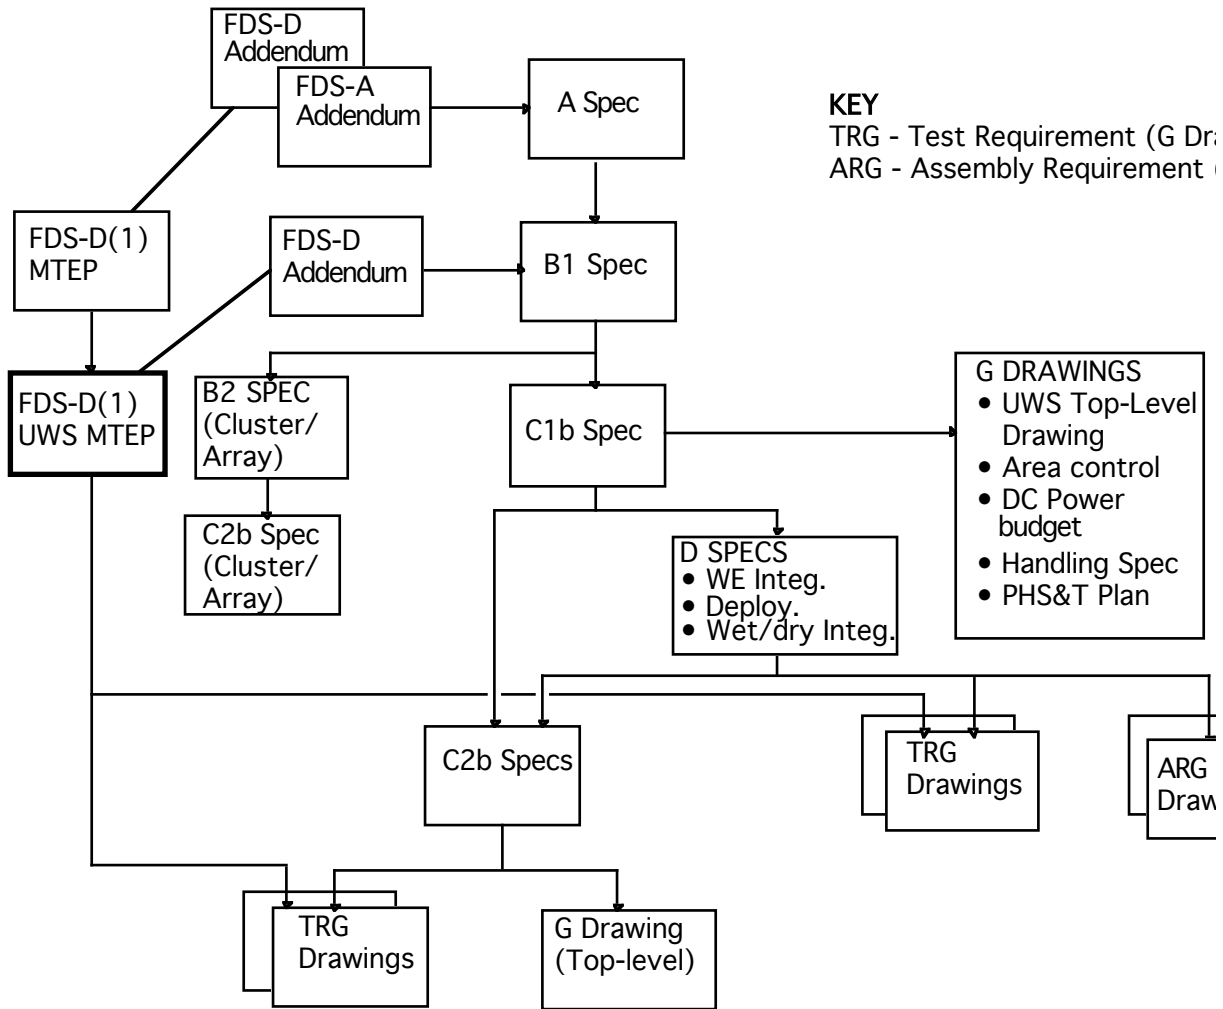 FDS-D
Addendum
FDS-A
Addendum
A Spec
KEY
TRG - Test Requirement (G
ARG - Assembly Requirement
FDS-D(1)
MTEP
FDS-D
Addendum
B1 Spec
FDS-D(1)
UWS MTEP
B2 SPEC
(Cluster/
Array)
C1b Spec
G DRAWINGS
• UWS Top-Level
Drawing
• Area control
• DC Power
budget
• Handling Spec
• PHS&T Plan
C2b Spec
(Cluster/
Array)
D SPECS
• WE Integ.
• Deploy.
• Wet/dry Integ.
C2b Specs
TRG
Drawings
ARG
TRG
Drawings
G Drawing
(Top-level)